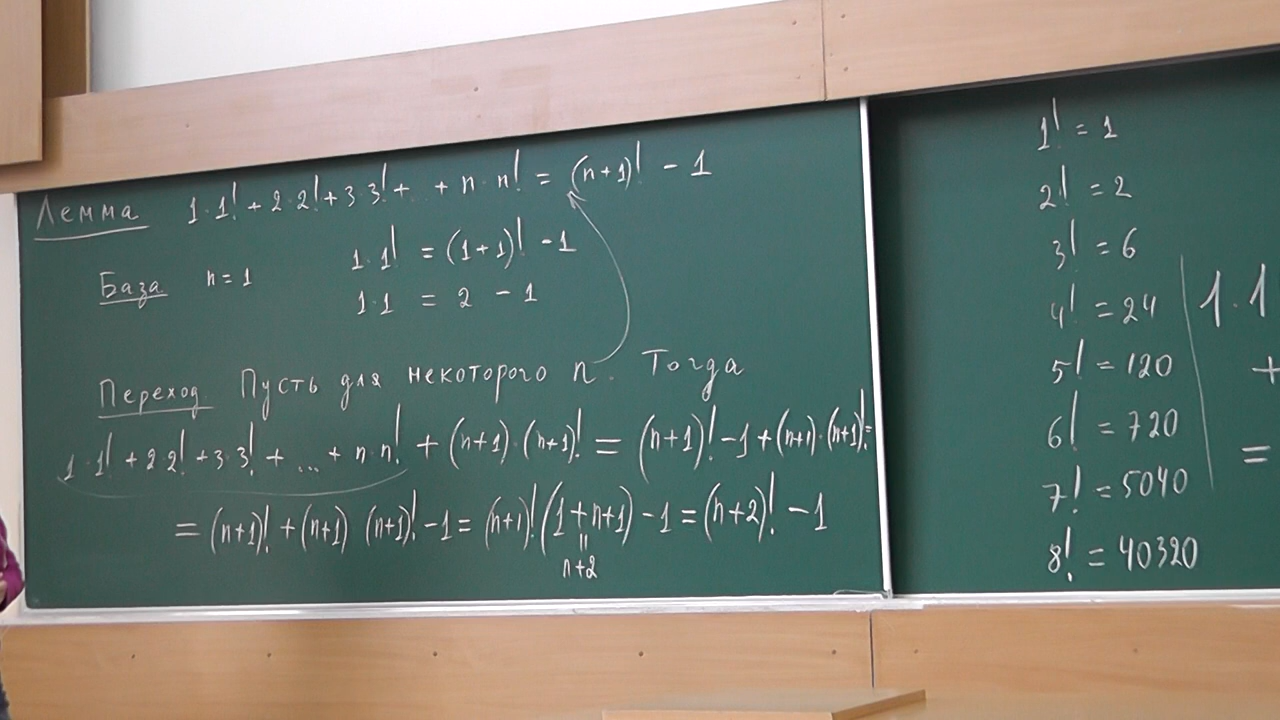 Лемма 1·1! + 2·2! + 3·3! + + n·n! = (n+1)! - 1
База n = 1 1·1! = (1+1)! - 1
1·1 = 2 - 1
Переход Пусть для некоторого n. Тогда
1·1! + 2·2! + 3·3! + ... + n·n! + (n+1)·(n+1)! = (n+1)! - 1 + (n+1)·(n+1)! =
= (n+1)! + (n+1) (n+1)! - 1 = (n+1)! (1+n+1) - 1 = (n+2)! - 1
n+2
1! = 1
2! = 2
3! = 6
4! = 24
5! = 120
6! = 720
7! = 5040
8! = 40320
1·1
+
=